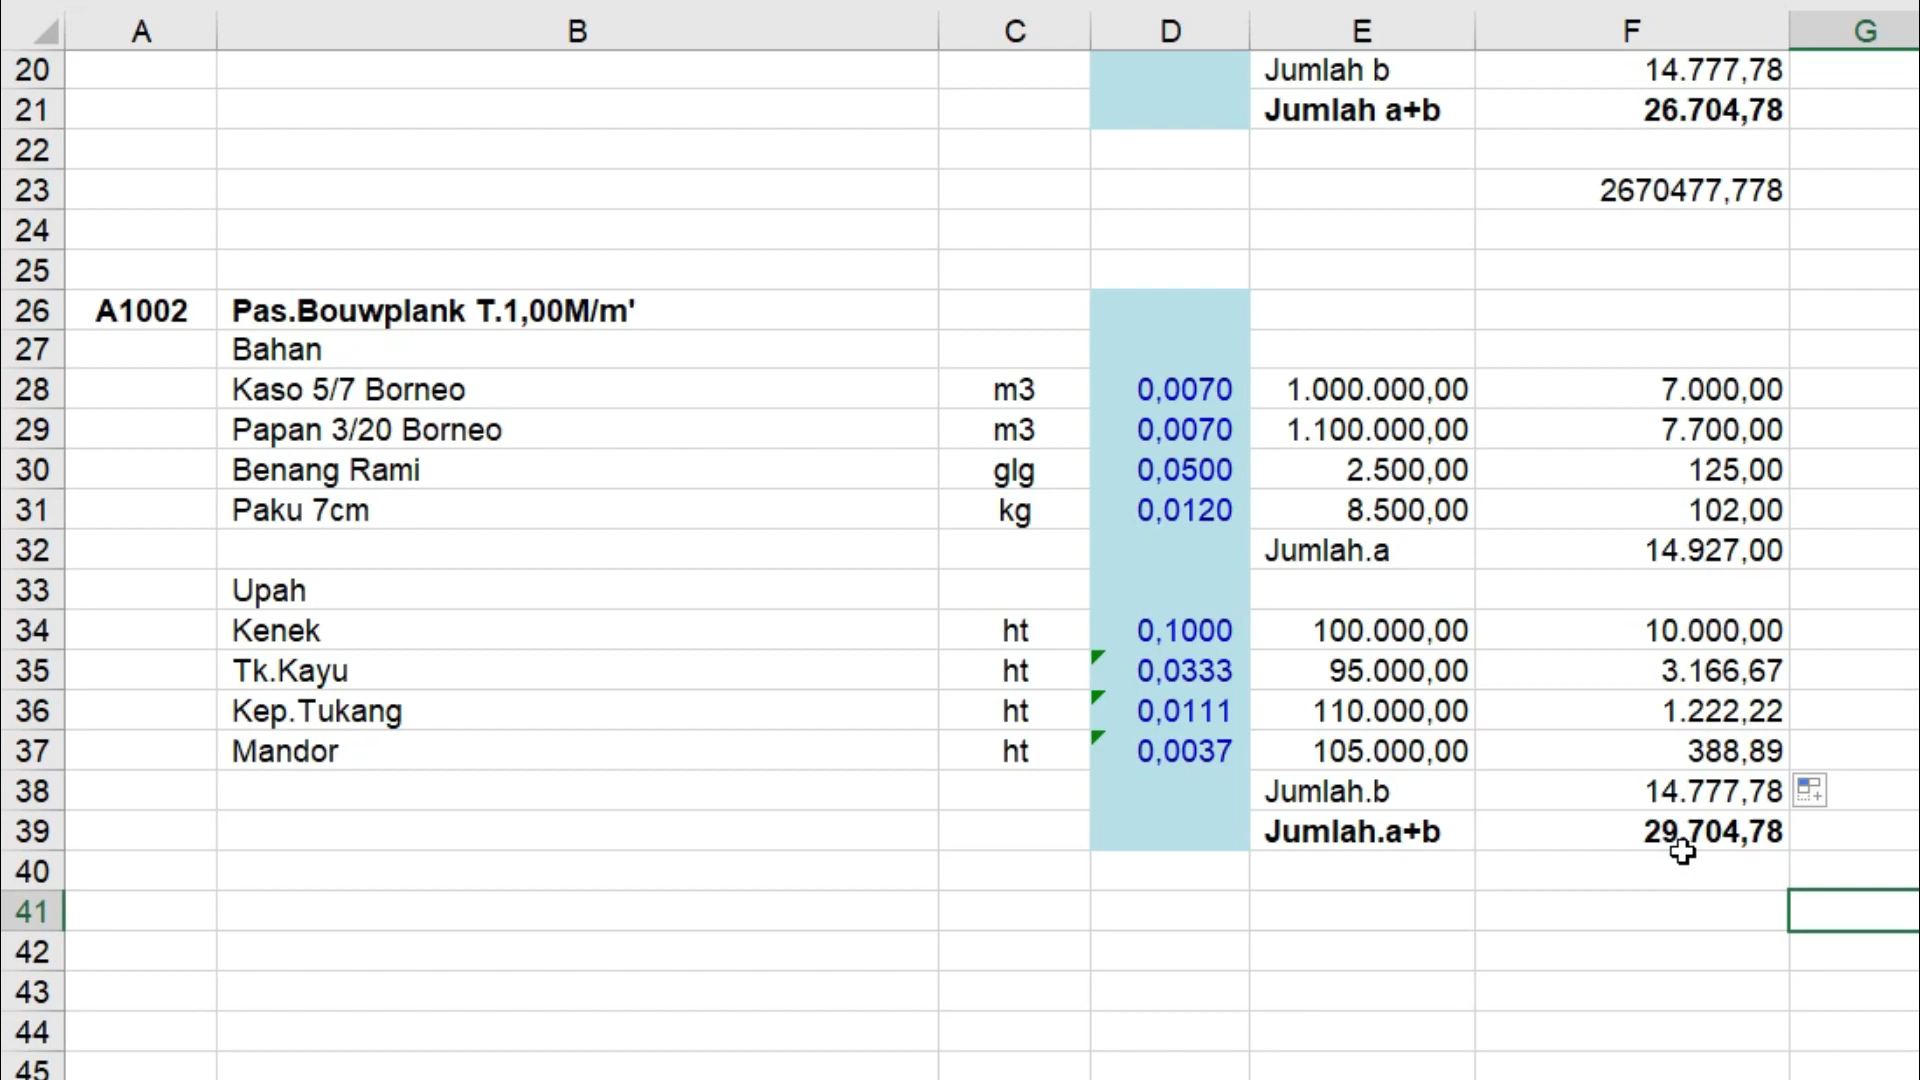 A B C D E F G
20 Jumlah b 14.777,78
21 Jumlah a+b 26.704,78
22
23 2670477,778
24
25
26 A1002 Pas.Bouwplank T.1,00M/m'
27 Bahan
28 Kaso 5/7 Borneo m3 0,0070 1.000.000,00 7.000,00
29 Papan 3/20 Borneo m3 0,0070 1.100.000,00 7.700,00
30 Benang Rami glg 0,0500 2.500,00 125,00
31 Paku 7cm kg 0,0120 8.500,00 102,00
32 Jumlah.a 14.927,00
33 Upah
34 Kenek ht 0,1000 100.000,00 10.000,00
35 Tk.Kayu ht 0,0333 95.000,00 3.166,67
36 Kep.Tukang ht 0,0111 110.000,00 1.222,22
37 Mandor ht 0,0037 105.000,00 388,89
38 Jumlah.b 14.777,78
39 Jumlah.a+b 29.704,78
40
41
42
43
44
45